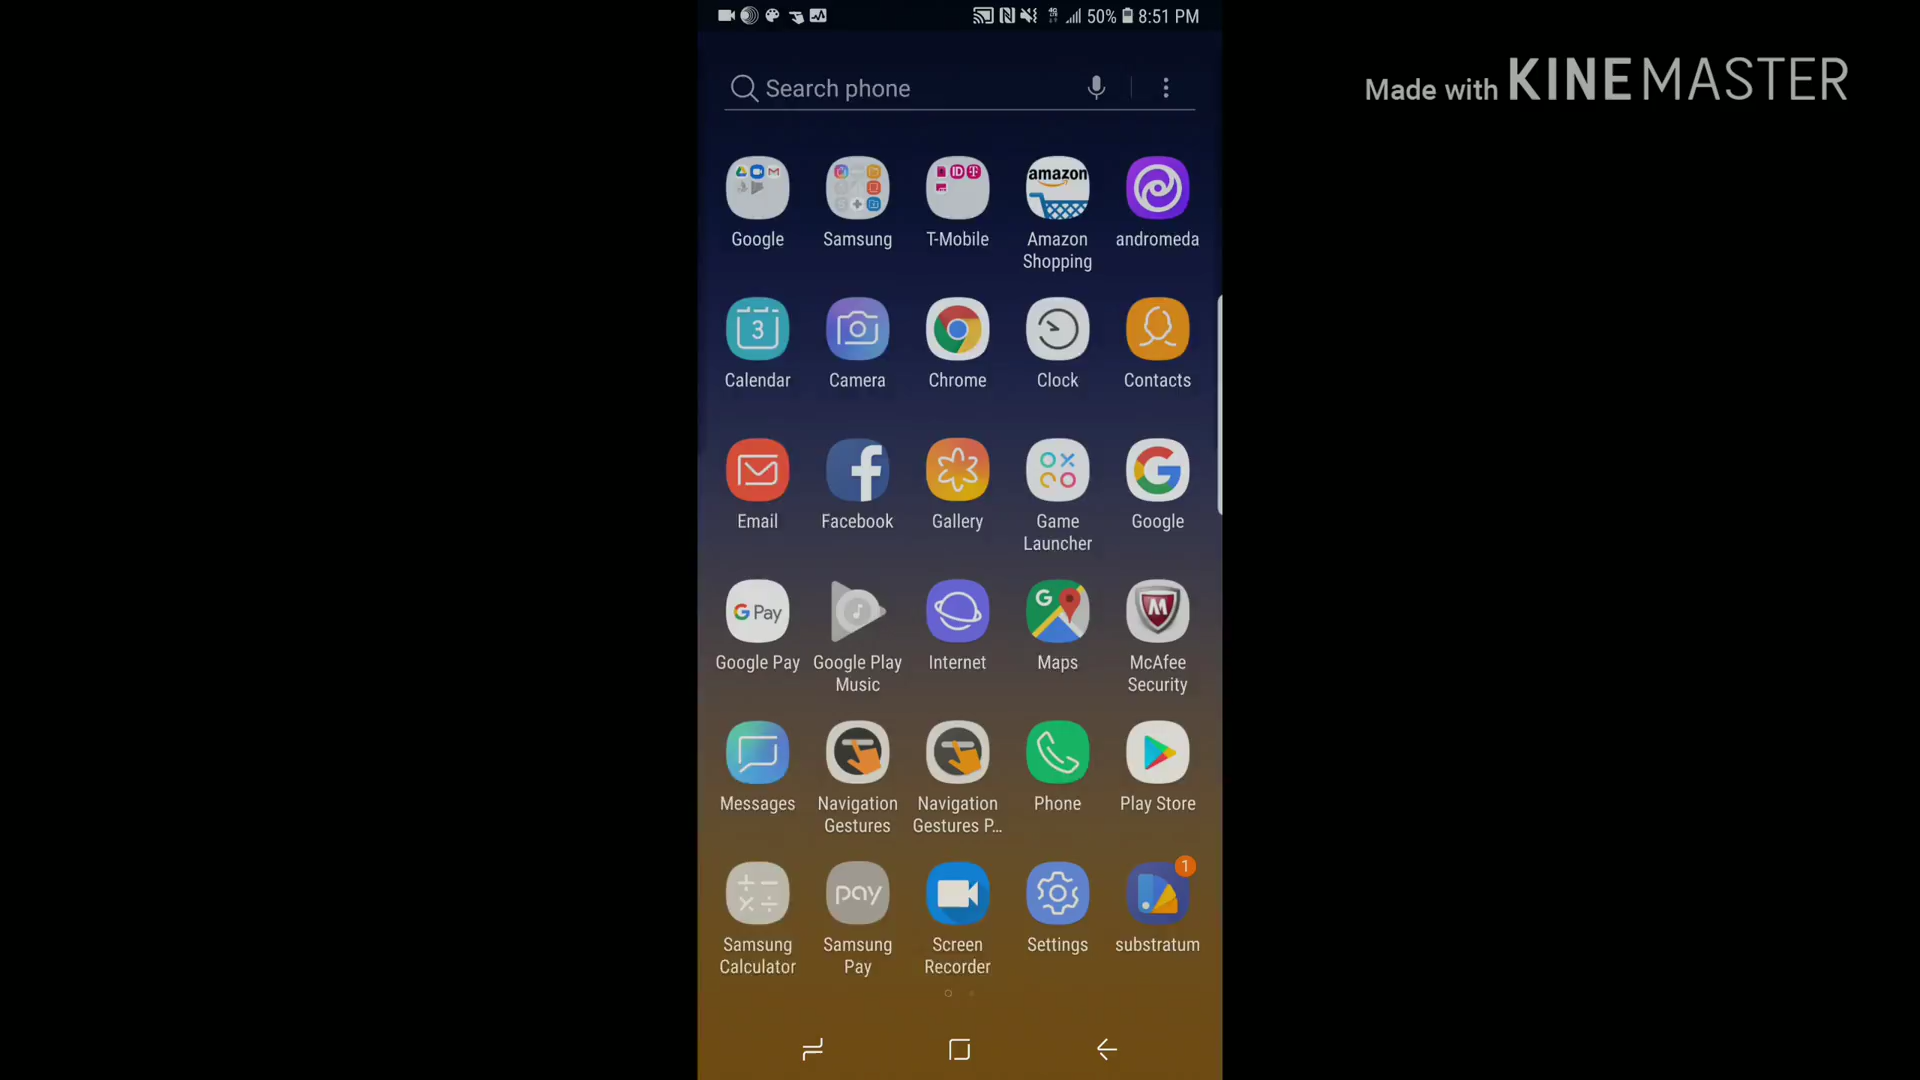 50% 8:51 PM
Search phone
Made with KINEMASTER
Google
Samsung
T-Mobile
amazon
Amazon
Shopping
andromeda
3
Calendar
Camera
Chrome
Clock
Contacts
Email
Facebook
Gallery
Game
Launcher
Google
G Pay
Google Pay
Google Play
Music
Internet
Maps
McAfee
Security
Messages
Navigation
Gestures
Navigation
Gestures P...
Phone
Play Store
Samsung
Calculator
pay
Samsung
Pay
Screen
Recorder
Settings
1
substratum